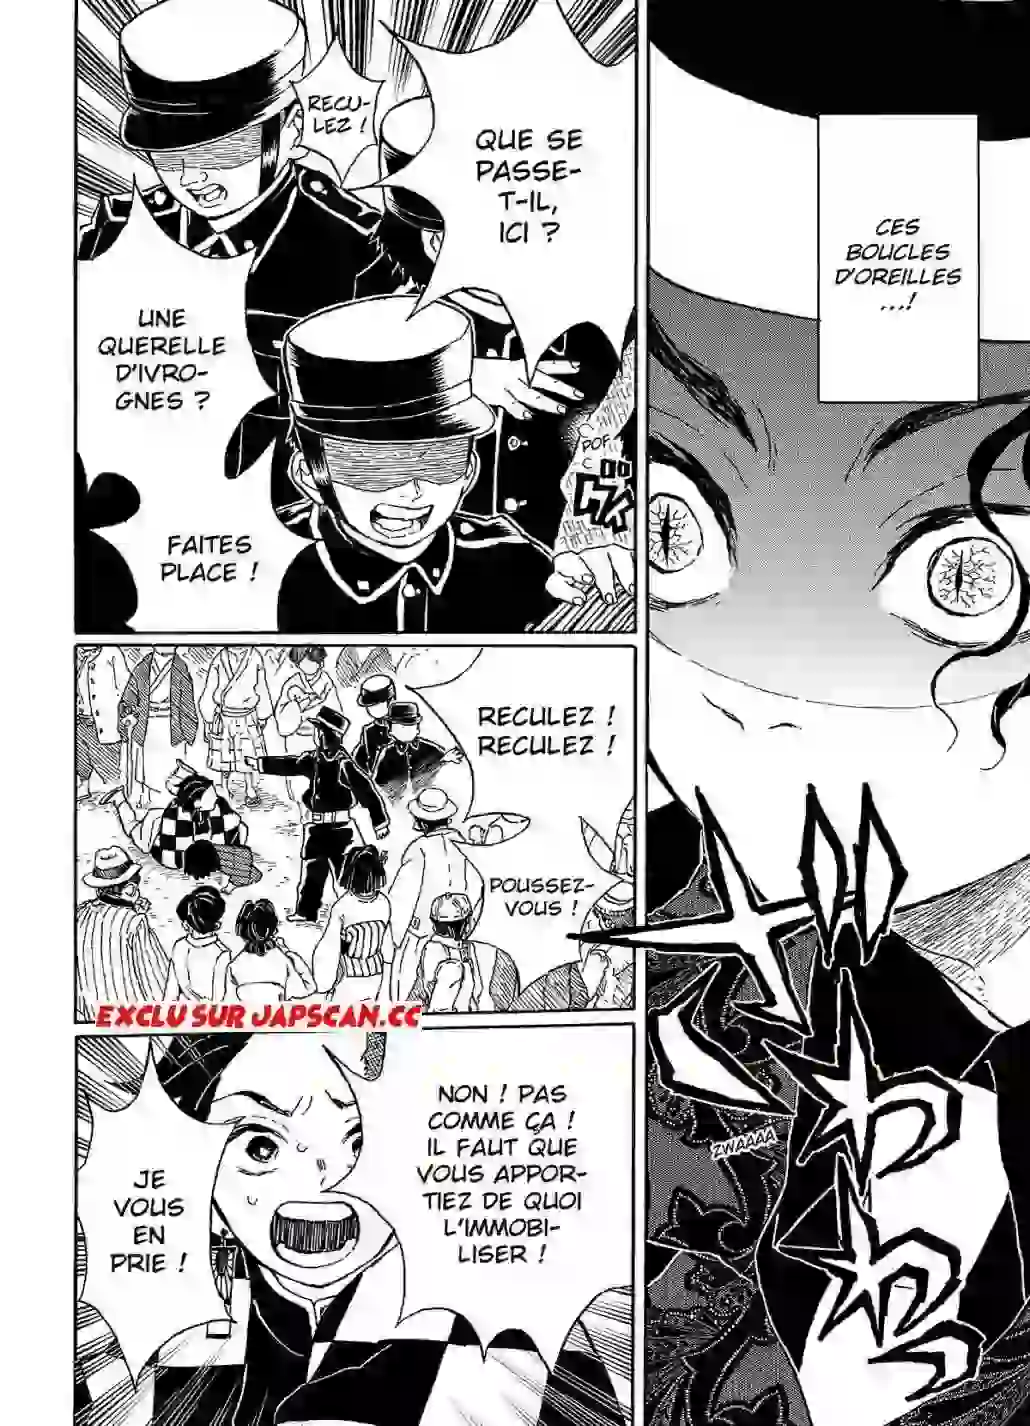 CES
BOUCLES
D'OREILLES
...!
ZWAAAA
RECU-
LEZ !
QUE SE
PASSE-
T-IL,
ICI ?
UNE
QUERELLE
D'IVRO-
GNES ?
FAITES
PLACE !
POF
RECULEZ !
RECULEZ !
POUSSEZ-
VOUS !
EXCLU SUR JAPSCAN.CC
NON ! PAS
COMME ÇA !
IL FAUT QUE
VOUS APPOR-
TIEZ DE QUOI
L'IMMOBI-
LISER !
JE
VOUS
EN
PRIE !